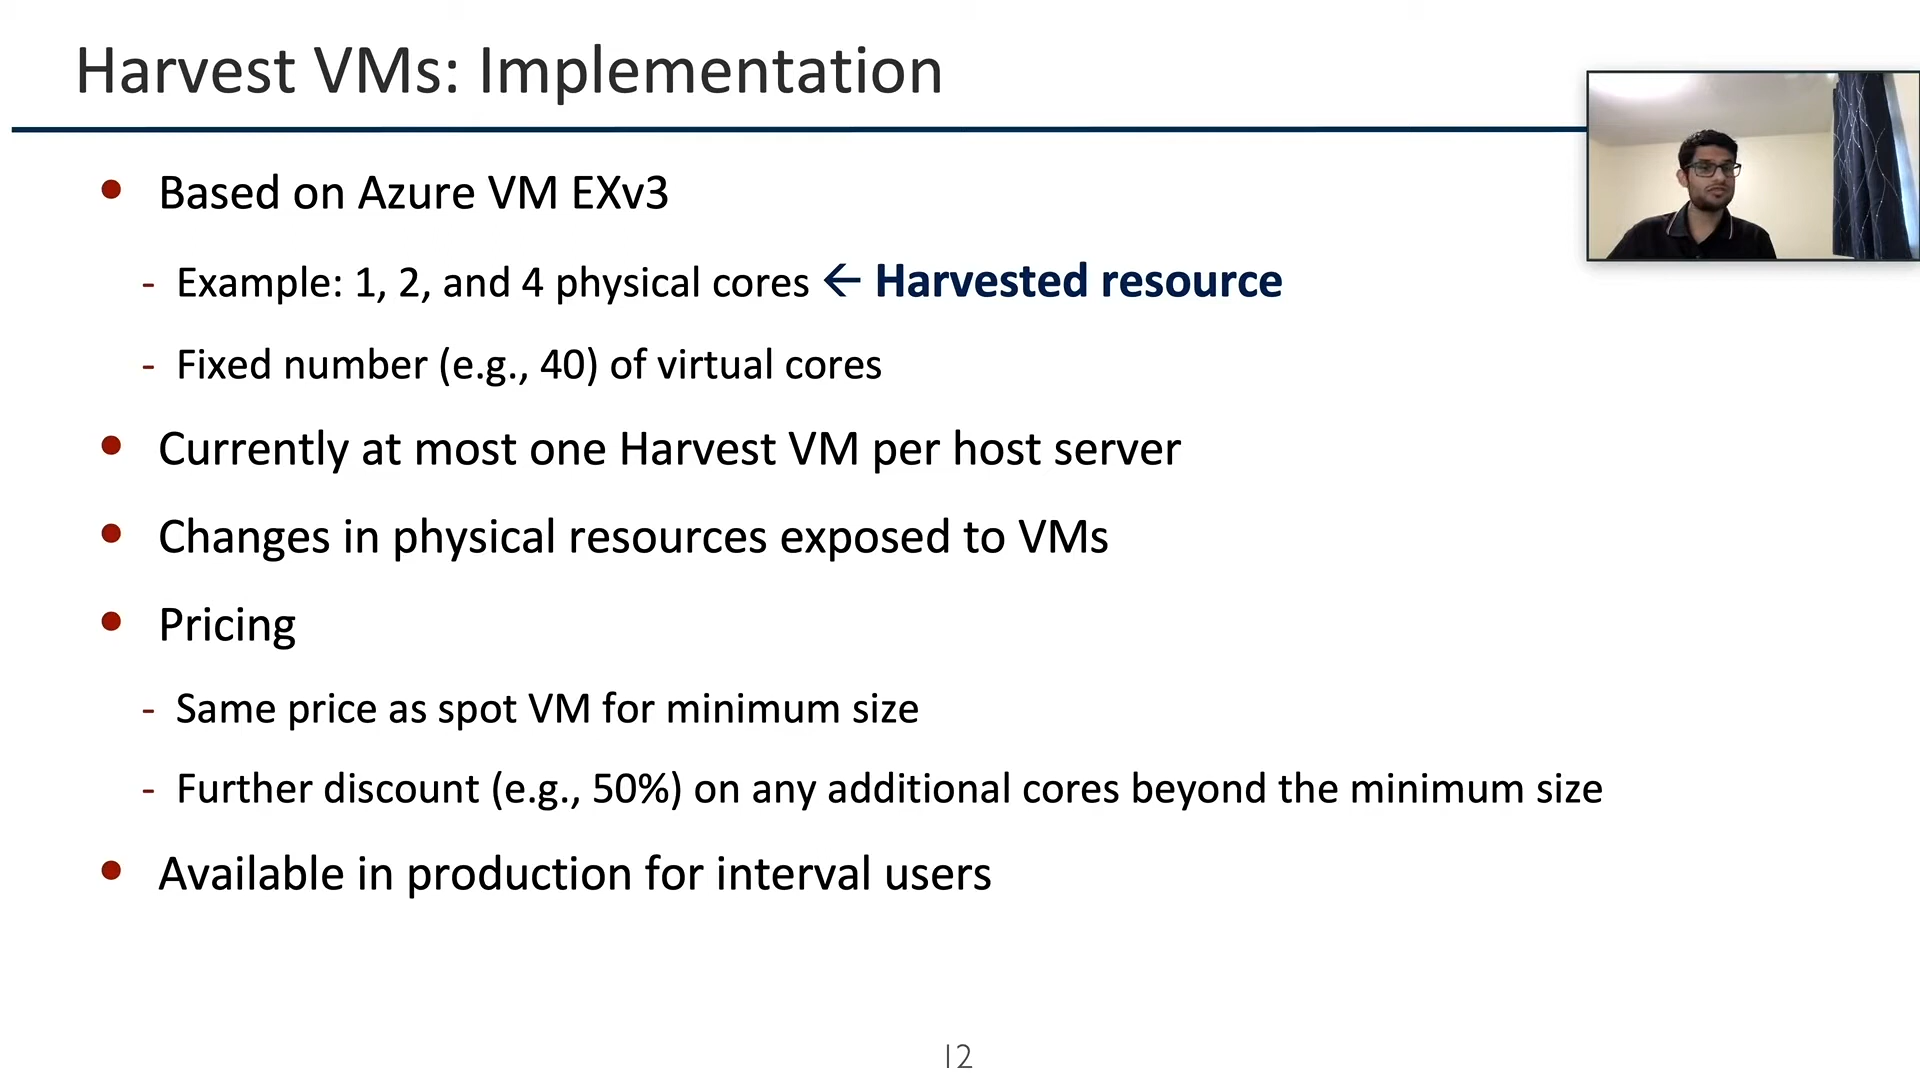 Harvest VMs: Implementation
• Based on Azure VM EXv3
- Example: 1, 2, and 4 physical cores ← Harvested resource
- Fixed number (e.g., 40) of virtual cores
• Currently at most one Harvest VM per host server
• Changes in physical resources exposed to VMs
• Pricing
- Same price as spot VM for minimum size
- Further discount (e.g., 50%) on any additional cores beyond the minimum size
• Available in production for interval users
12